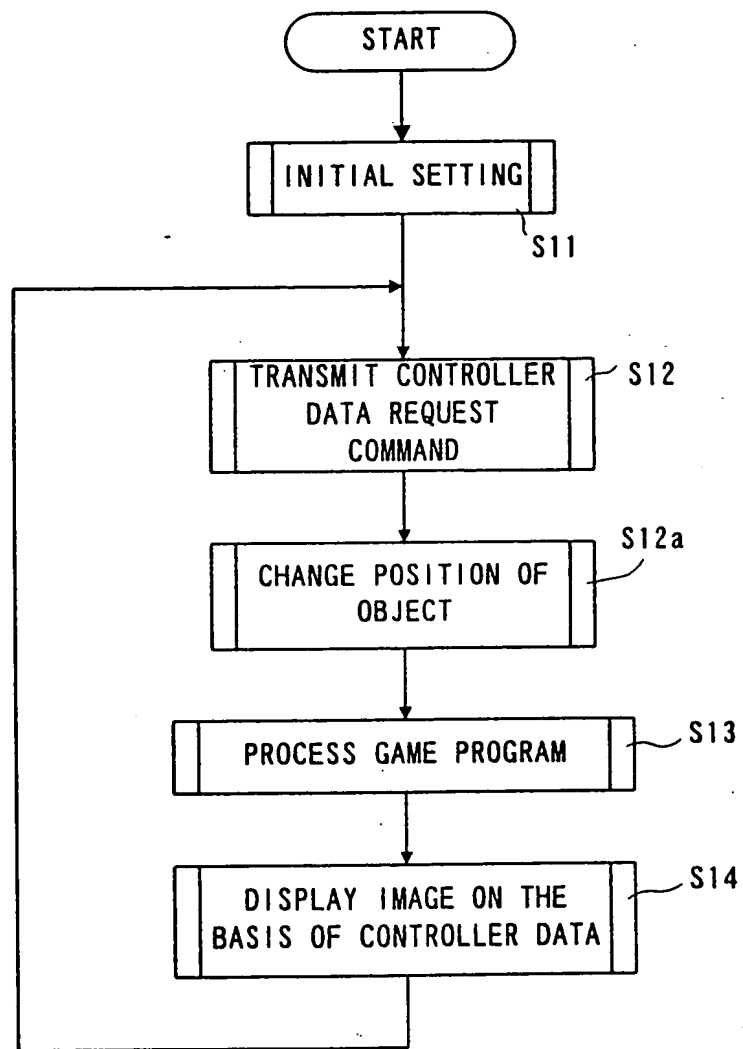 START
INITIAL SETTING
S11
TRANSMIT CONTROLLER
DATA REQUEST
COMMAND
S12
CHANGE POSITION OF
OBJECT
S12a
PROCESS GAME PROGRAM
S13
DISPLAY IMAGE ON THE
BASIS OF CONTROLLER DATA
S14